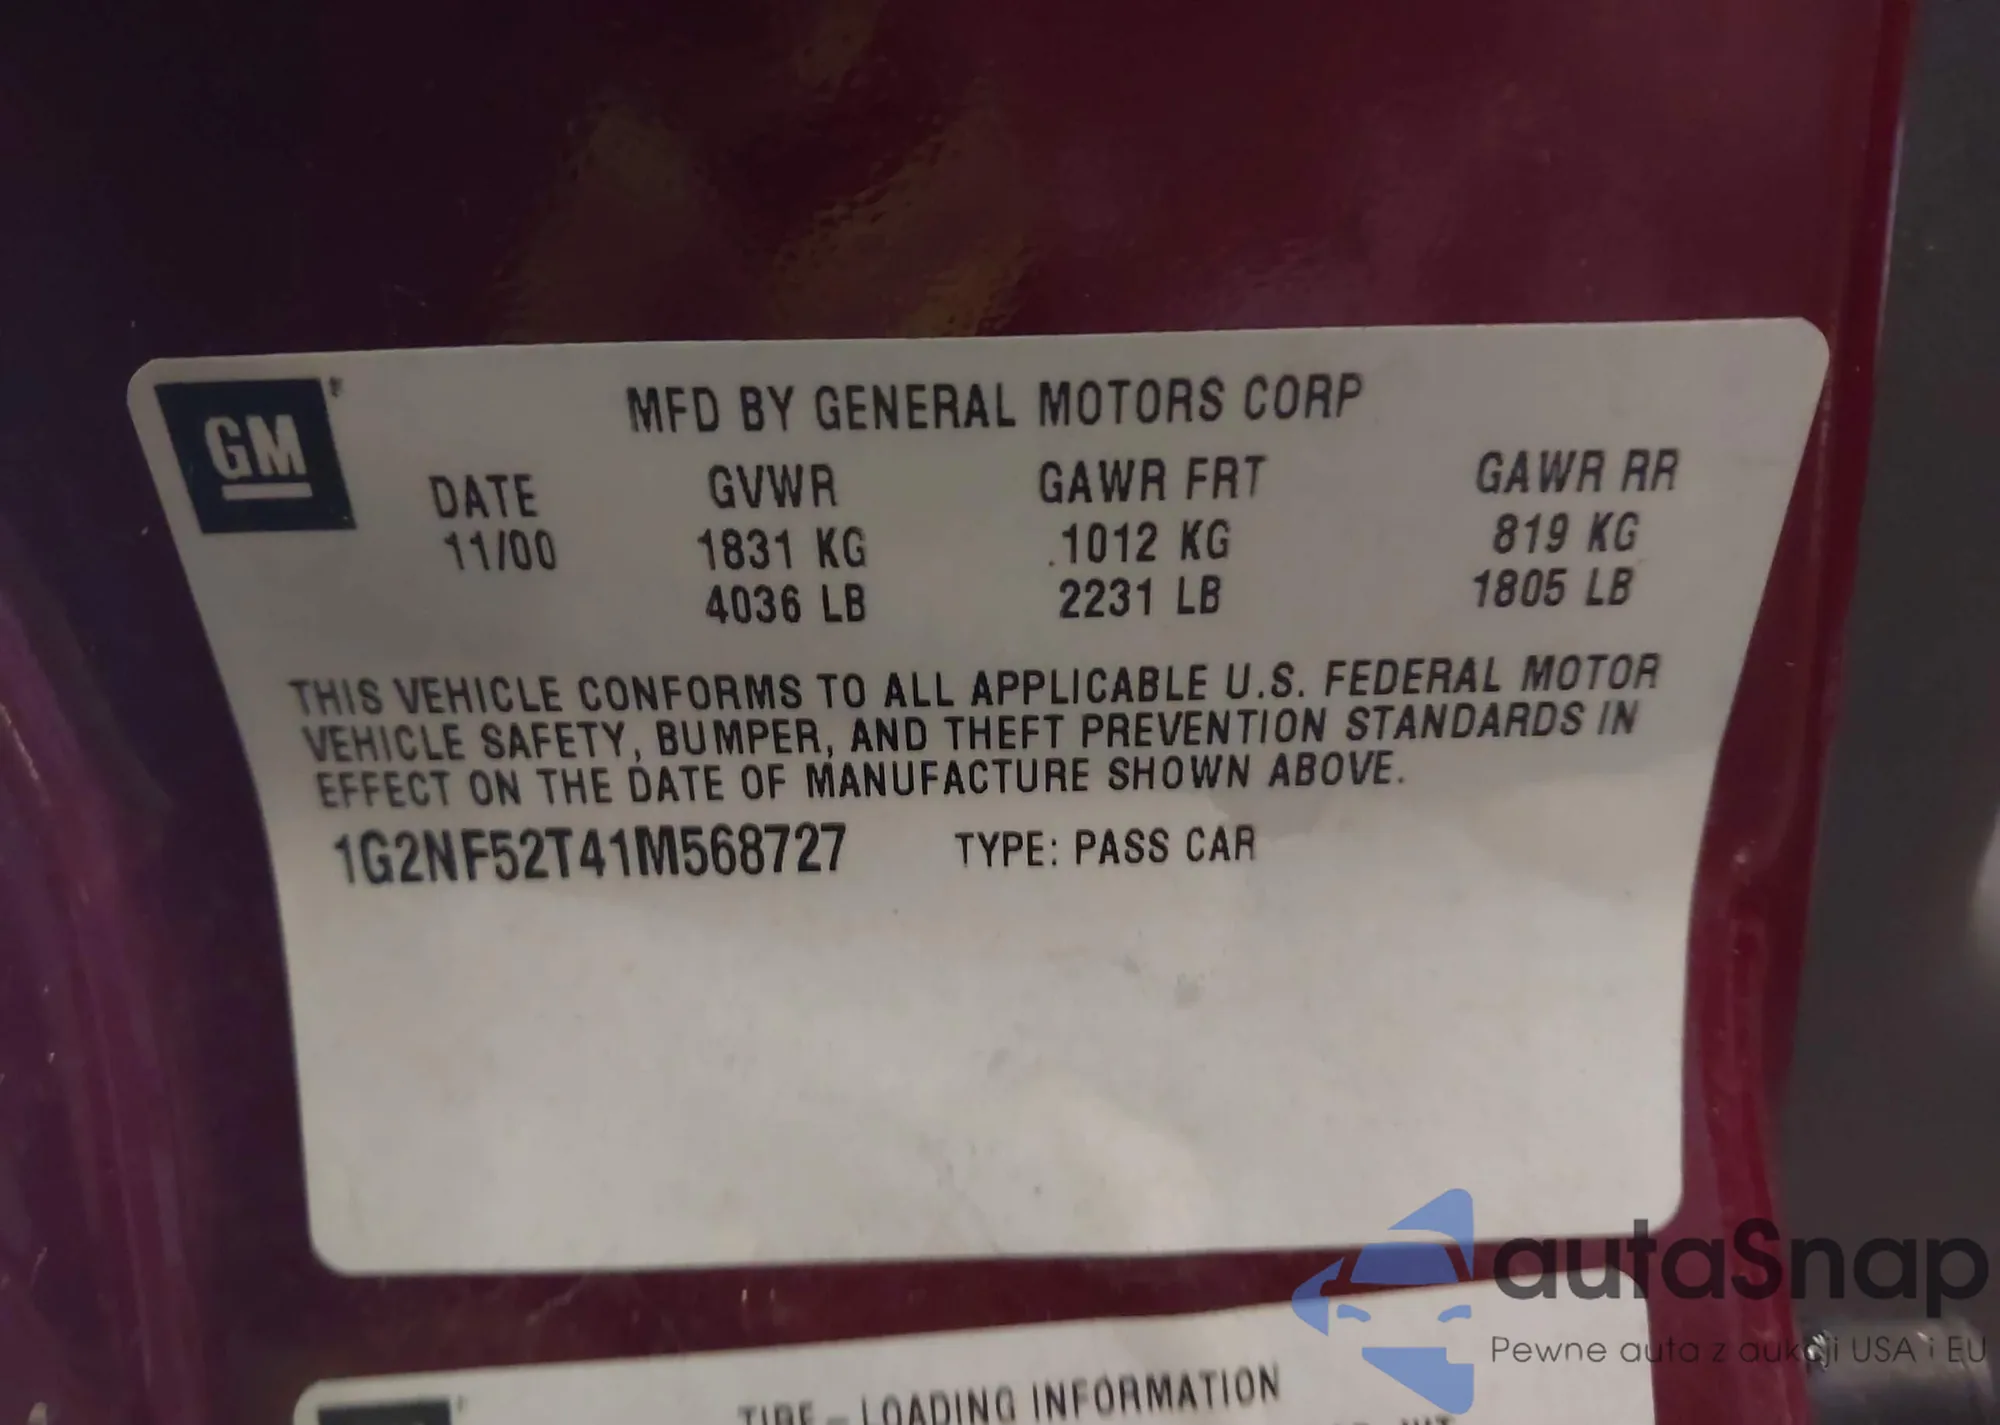 GM
MFD BY GENERAL MOTORS CORP
DATE GVWR GAWR FRT GAWR RR
11/00 1831 KG 1012 KG 819 KG
4036 LB 2231 LB 1805 LB
THIS VEHICLE CONFORMS TO ALL APPLICABLE U.S. FEDERAL MOTOR
VEHICLE SAFETY, BUMPER, AND THEFT PREVENTION STANDARDS IN
EFFECT ON THE DATE OF MANUFACTURE SHOWN ABOVE.
1G2NF52T41M568727 TYPE: PASS CAR
autaSnap
Pewne auta z aukcji USA i EU
TIRE – LOADING INFORMATION